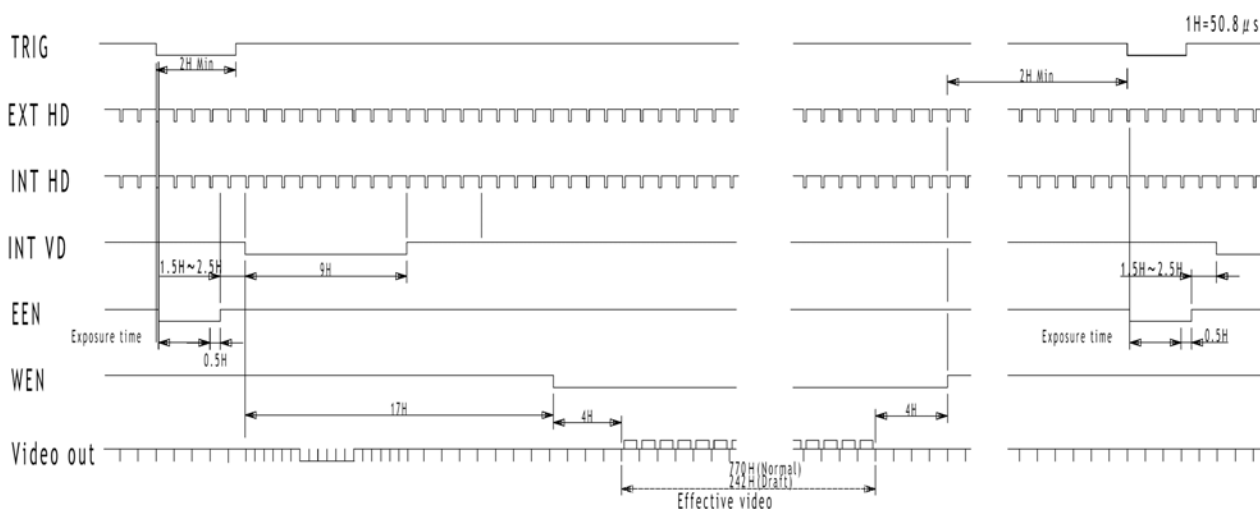 1H=50.8μs
TRIG
2H Min
2H Min
EXT HD
INT HD
INT VD
1.5H~2.5H
9H
1.5H~2.5H
EEN
Exposure time
0.5H
Exposure time
0.5H
WEN
17H
4H
4H
Video out
770H(Normal)
242H(Draft)
Effective video